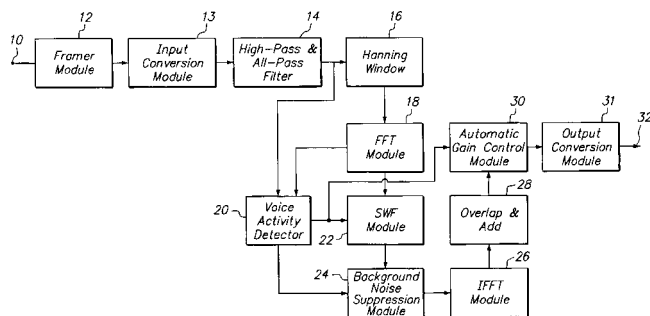 10
12
Framer
Module
13
Input
Conversion
Module
14
High-Pass &
All-Pass
Filter
16
Hanning
Window
18
FFT
Module
30
Automatic
Gain Control
Module
31
Output
Conversion
Module
32
20
Voice
Activity
Detector
22
SWF
Module
28
Overlap &
Add
24
Background
Noise
Suppression
Module
26
IFFT
Module